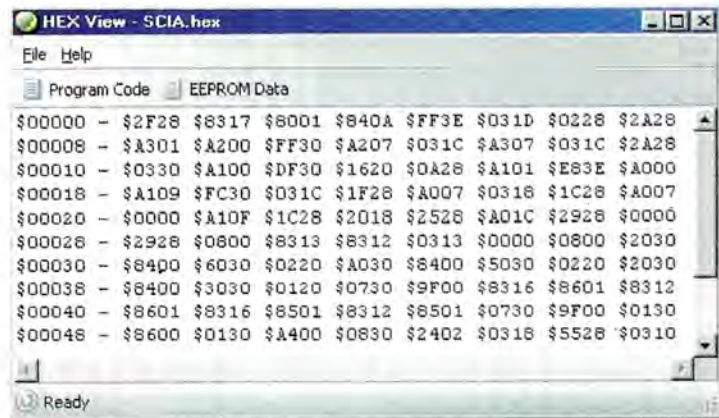 HEX View - SCIA.hex
File Help
Program Code EEPROM Data
$00000 - $2F28 $8317 $8001 $840A $FF3E $031D $0228 $2A28
$00008 - $A301 $A200 $FF30 $A207 $031C $A307 $031C $2A28
$00010 - $0330 $A100 $DF30 $1620 $0A28 $A101 $E83E $A000
$00018 - $A109 $FC30 $031C $1F28 $A007 $0318 $1C28 $A007
$00020 - $0000 $A10F $1C28 $2018 $2528 $A01C $2928 $0000
$00028 - $2928 $0800 $8313 $8312 $0313 $0000 $0800 $2030
$00030 - $8400 $6030 $0220 $A030 $8400 $5030 $0220 $2030
$00038 - $8400 $3030 $0120 $0730 $9F00 $8316 $8601 $8312
$00040 - $8601 $8316 $8501 $8312 $8501 $0730 $9F00 $0130
$00048 - $8600 $0130 $A400 $0830 $2402 $0318 $5528 $0310
Ready